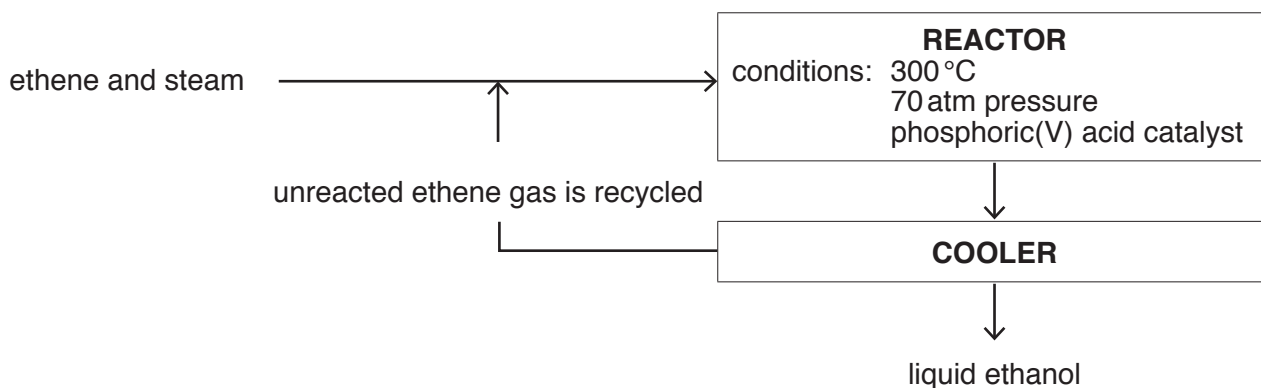 REACTOR
ethene and steam
conditions: 300 °C
70 atm pressure
phosphoric(V) acid catalyst
unreacted ethene gas is recycled
COOLER
liquid ethanol